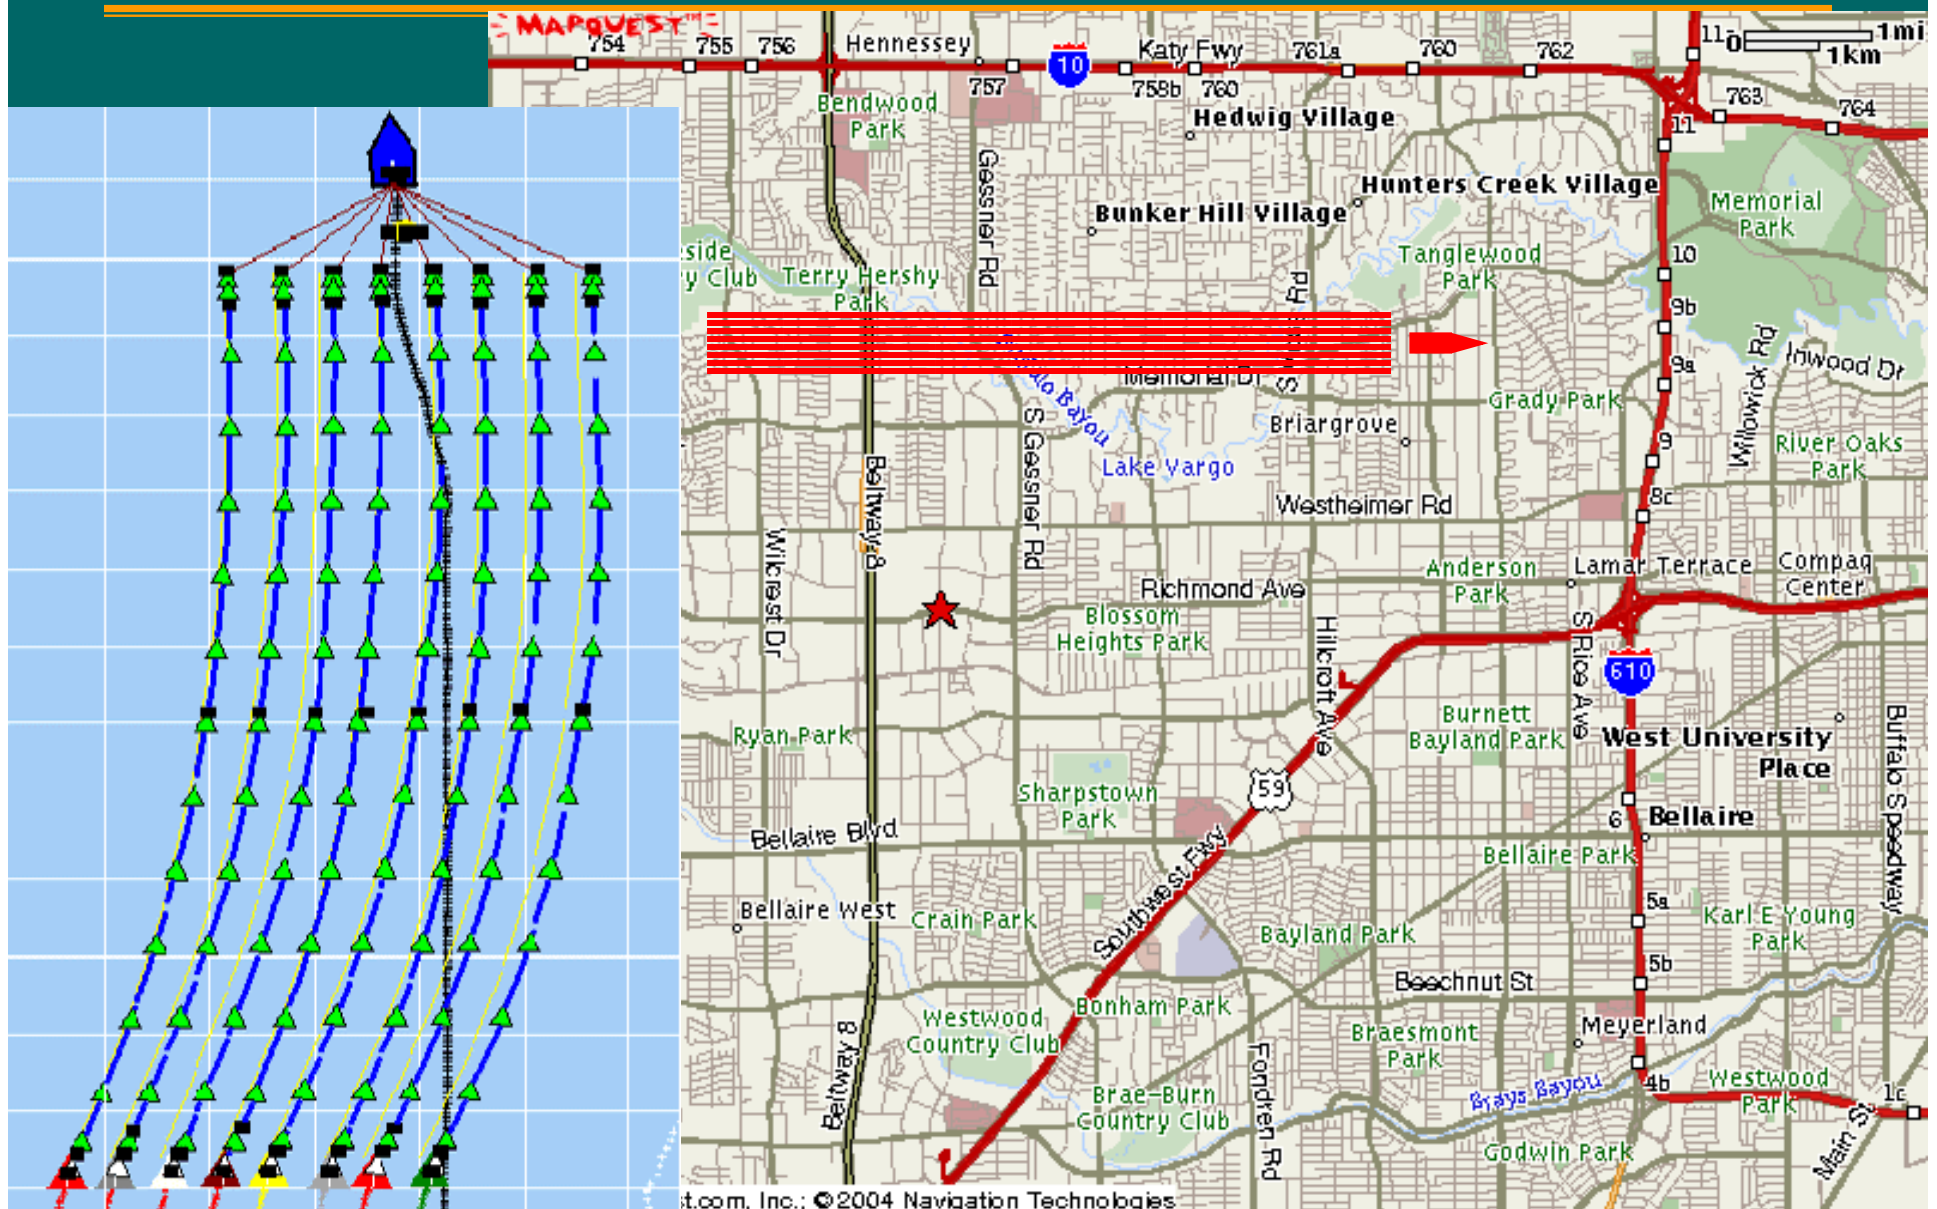 MAPQUEST
754
755
756
Hennessey
10
Katy Fwy
761a
760
762
11
0
1mi
1km
757
758b
760
763
764
Bendwood
Park
Hedwig Village
11
Gessner Rd
Hunters Creek Village
Bunker Hill Village
Memorial
Park
side
y Club
Terry Hershy
Park
Tanglewood
Park
10
9b
9a
Willowick Rd
Inwood Dr
Memorial Dr
S Gessner Rd
Briargrove
Grady Park
9
River Oaks
Park
Lake Vargo
Beltway 8
Westheimer Rd
8c
Wilcrest Dr
Richmond Ave
Anderson
Park
Lamar Terrace
Compaq
Center
Blossom
Heights Park
Hillcroft Ave
S Rice Ave
610
Ryan Park
Burnett
Bayland Park
West University
Place
Buffalo Speedway
59
Sharpstown
Park
Bellaire Blvd
6
Bellaire
Southwest Fwy
Bellaire Park
Bellaire West
Crain Park
Bayland Park
5a
Karl E Young
Park
5b
Beechnut St
Bonham Park
Westwood
Country Club
Meyerland
Braesmont
Park
Beltway 8
Fondren Rd
Brae-Burn
Country Club
Brays Bayou
4b
Westwood
Park
1c
Main St
Godwin Park
st.com, Inc.; ©2004 Navigation Technologies